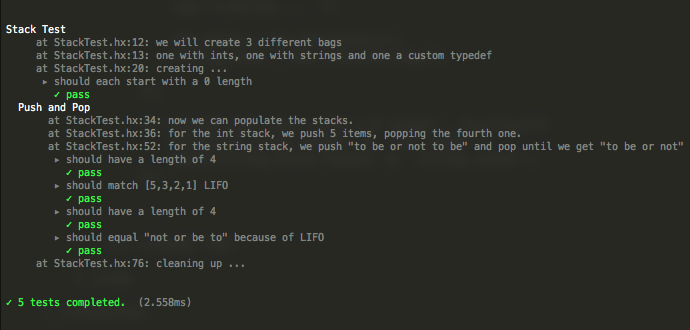 Stack Test
at StackTest.hx:12: we will create 3 different bags
at StackTest.hx:13: one with ints, one with strings and one a custom typedef
at StackTest.hx:20: creating ...
▸ should each start with a 0 length
✓ pass
Push and Pop
at StackTest.hx:34: now we can populate the stacks.
at StackTest.hx:36: for the int stack, we push 5 items, popping the fourth one.
at StackTest.hx:52: for the string stack, we push "to be or not to be" and pop until we get "to be or not"
▸ should have a length of 4
✓ pass
▸ should match [5,3,2,1] LIFO
✓ pass
▸ should have a length of 4
✓ pass
▸ should equal "not or be to" because of LIFO
✓ pass
at StackTest.hx:76: cleaning up ...
✓ 5 tests completed. (2.558ms)